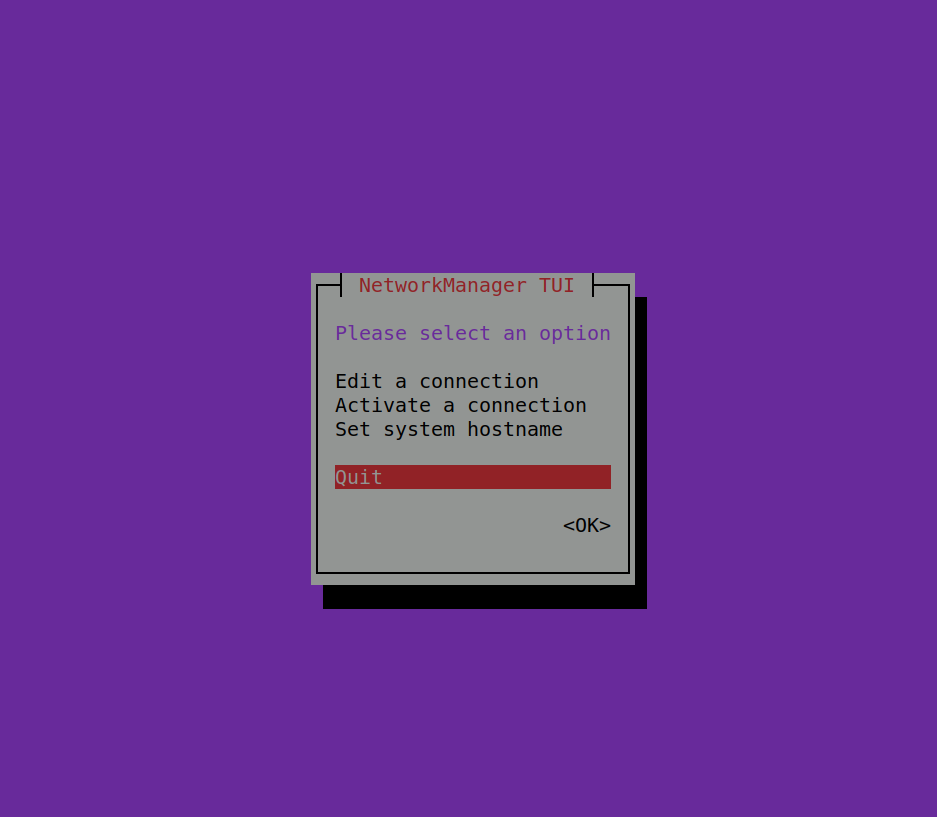 NetworkManager TUI
Please select an option
Edit a connection
Activate a connection
Set system hostname
Quit
<OK>